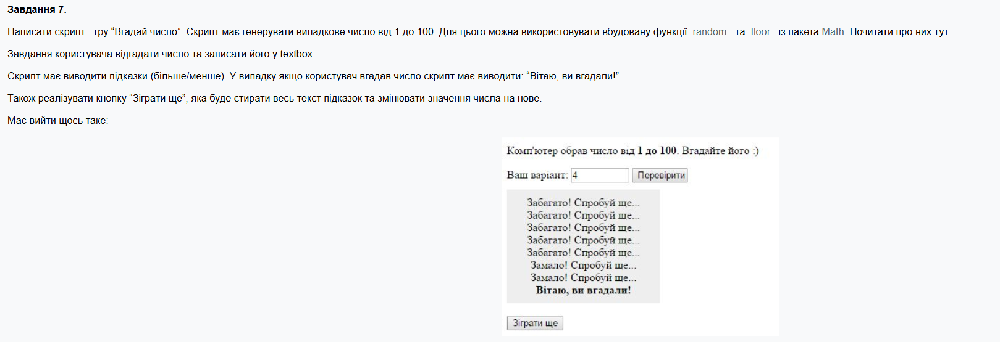 Завдання 7.
Написати скрипт - гру “Вгадай число”. Скрипт має генерувати випадкове число від 1 до 100. Для цього можна використовувати вбудовану функції random та floor із пакета Math. Почитати про них тут:
Завдання користувача відгадати число та записати його у textbox.
Скрипт має виводити підказки (більше/менше). У випадку якщо користувач вгадав число скрипт має виводити: “Вітаю, ви вгадали!”.
Також реалізувати кнопку “Зіграти ще”, яка буде стирати весь текст підказок та змінювати значення числа на нове.
Має вийти щось таке:
Комп'ютер обрав число від 1 до 100. Вгадайте його :)
Ваш варіант: 4 Перевірити
Забагато! Спробуй ще...
Забагато! Спробуй ще...
Забагато! Спробуй ще...
Забагато! Спробуй ще...
Забагато! Спробуй ще...
Замало! Спробуй ще...
Замало! Спробуй ще...
Вітаю, ви вгадали!
Зіграти ще